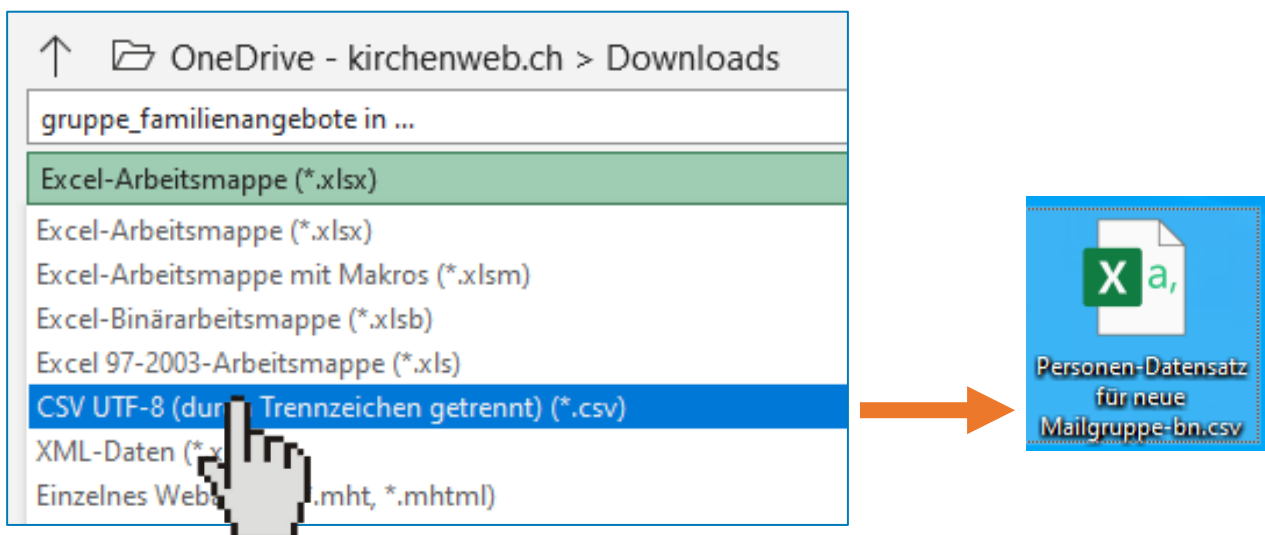 OneDrive - kirchenweb.ch > Downloads
gruppe_familienangebote in ...
Excel-Arbeitsmappe (*.xlsx)
Excel-Arbeitsmappe (*.xlsx)
Excel-Arbeitsmappe mit Makros (*.xlsm)
Excel-Binärarbeitsmappe (*.xlsb)
Excel 97-2003-Arbeitsmappe (*.xls)
CSV UTF-8 (durch Trennzeichen getrennt) (*.csv)
XML-Daten
Einzelnes *.mht, *.mhtml)
X a,
Personen-Datensatz
für neue
Mailgruppe-bn.csv